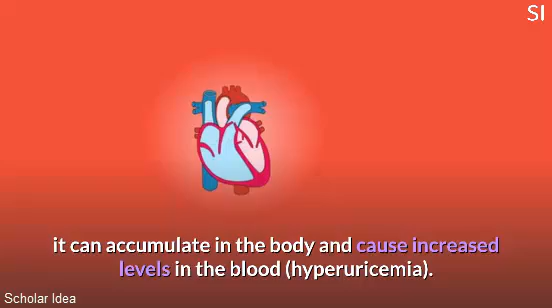 SI
it can accumulate in the body and cause increased
levels in the blood (hyperuricemia).
Scholar Idea